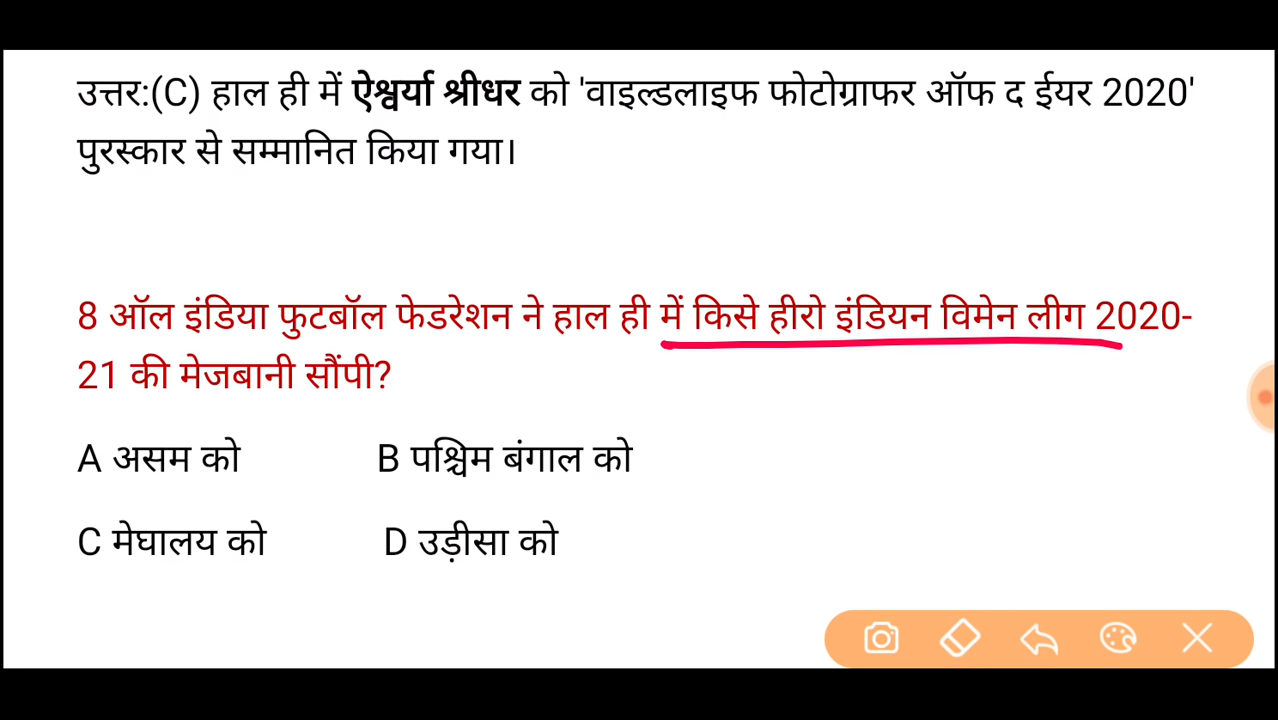 उत्तर:(C) हाल ही में ऐश्वर्या श्रीधर को 'वाइल्डलाइफ फोटोग्राफर ऑफ द ईयर 2020'
पुरस्कार से सम्मानित किया गया।
8 ऑल इंडिया फुटबॉल फेडरेशन ने हाल ही में किसे हीरो इंडियन विमेन लीग 2020-
21 की मेजबानी सौंपी?
A असम को B पश्चिम बंगाल को
C मेघालय को D उड़ीसा को